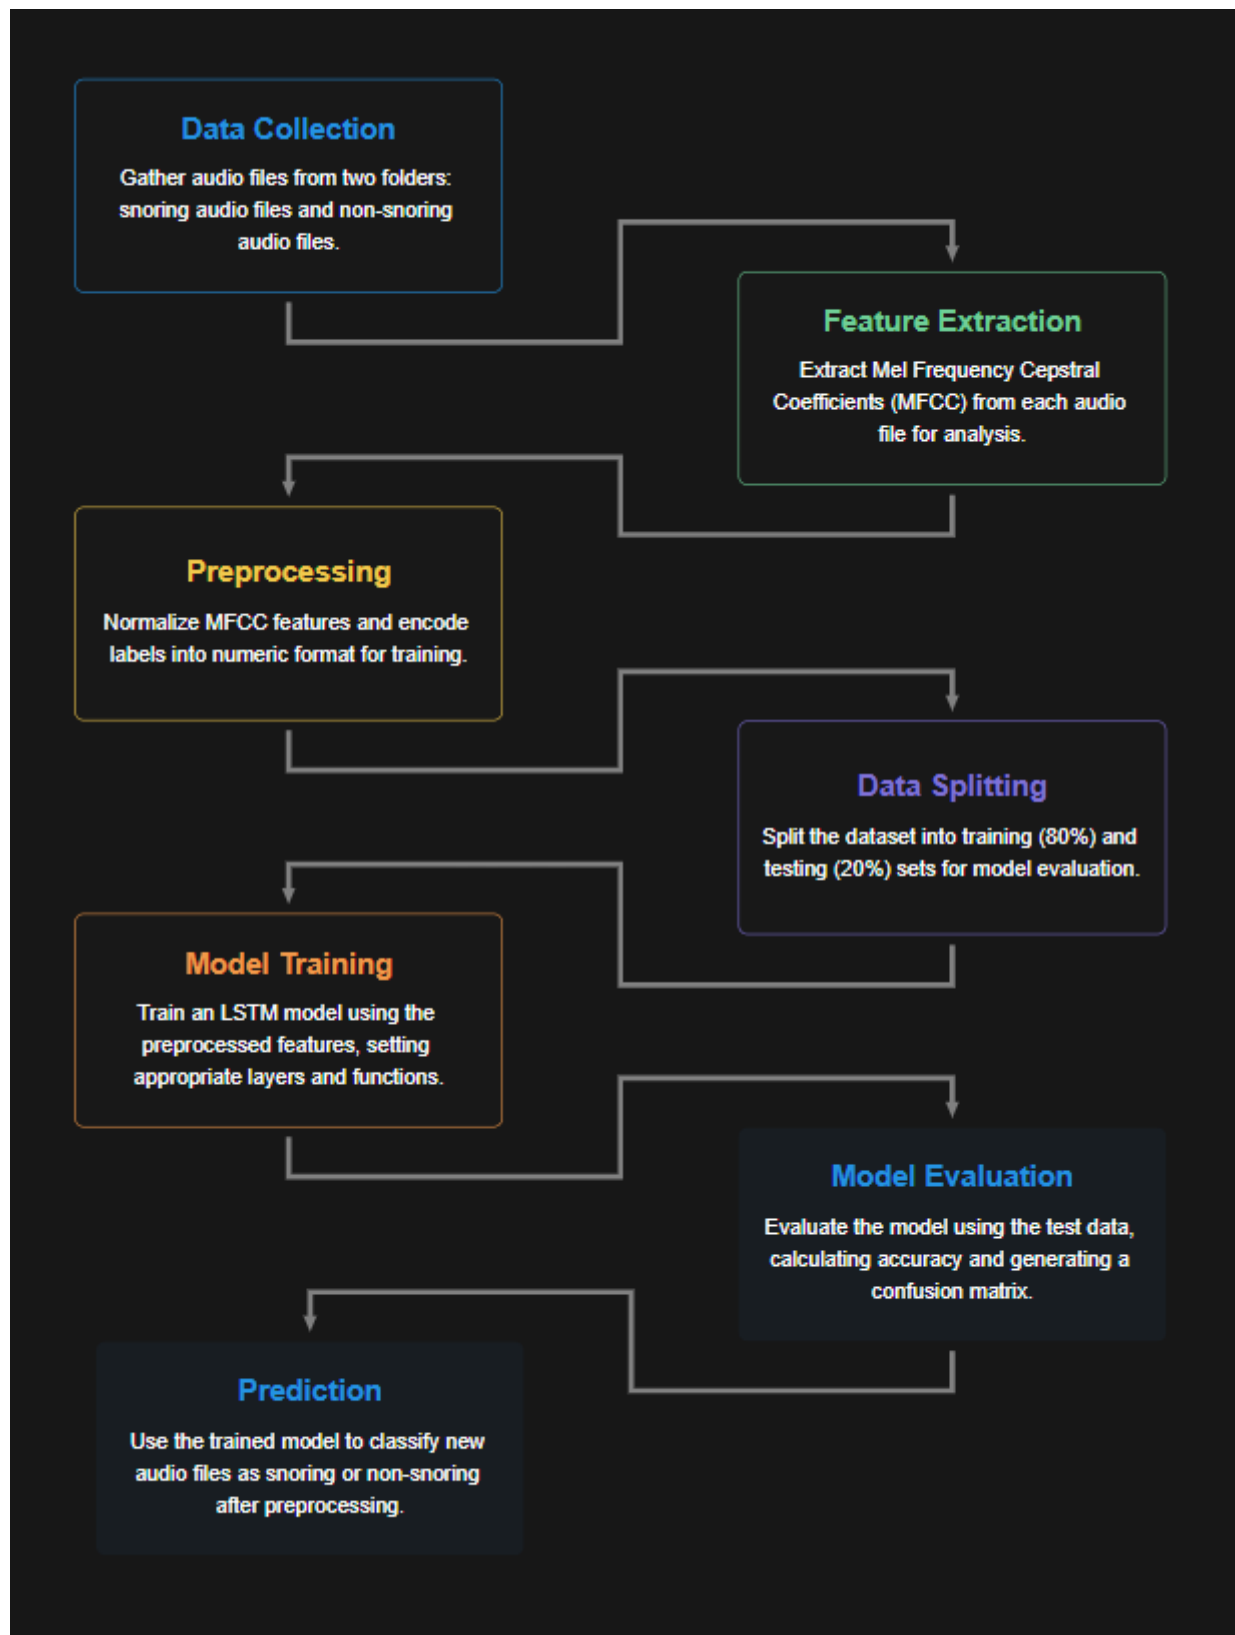 Data Collection
Gather audio files from two folders:
snoring audio files and non-snoring
audio files.
Feature Extraction
Extract Mel Frequency Cepstral
Coefficients (MFCC) from each audio
file for analysis.
Preprocessing
Normalize MFCC features and encode
labels into numeric format for training.
Data Splitting
Split the dataset into training (80%) and
testing (20%) sets for model evaluation.
Model Training
Train an LSTM model using the
preprocessed features, setting
appropriate layers and functions.
Model Evaluation
Evaluate the model using the test data,
calculating accuracy and generating a
confusion matrix.
Prediction
Use the trained model to classify new
audio files as snoring or non-snoring
after preprocessing.